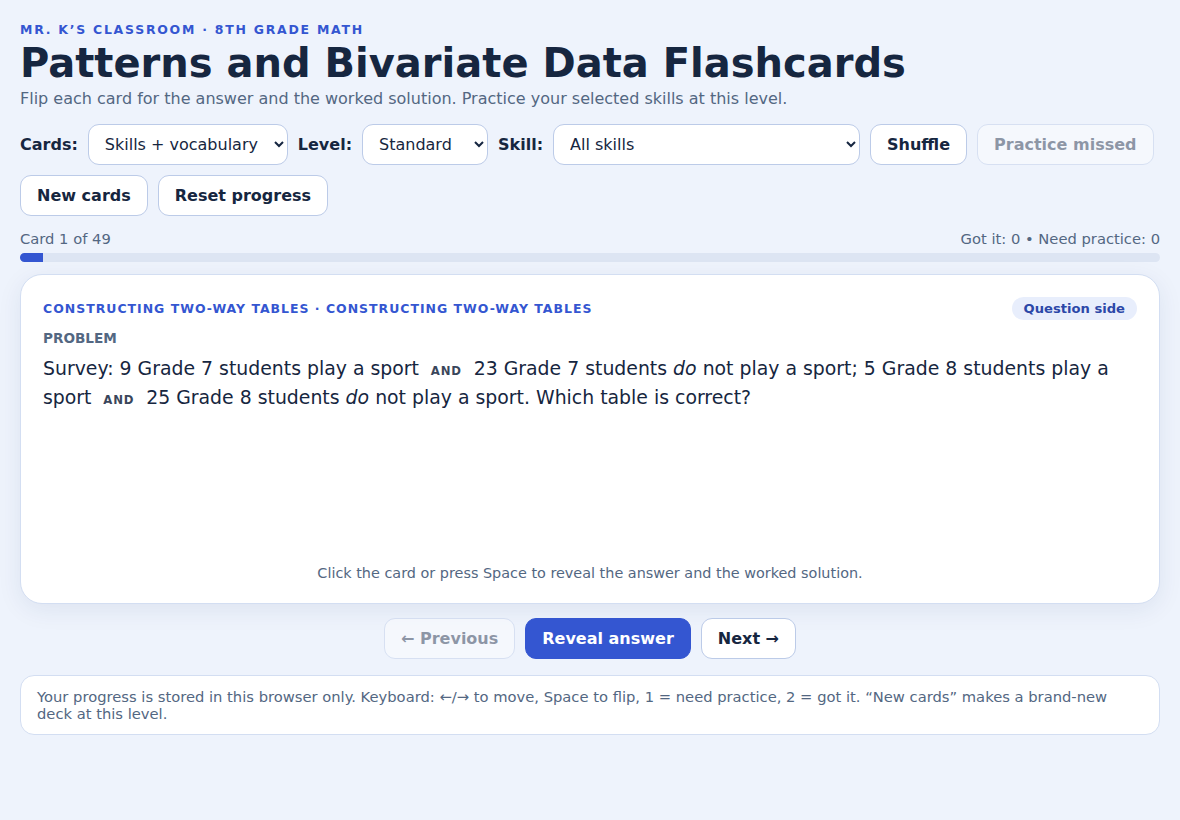 MR. K’S CLASSROOM · 8TH GRADE MATH
Patterns and Bivariate Data Flashcards
Flip each card for the answer and the worked solution. Practice your selected skills at this level.
Cards: Skills + vocabulary Level: Standard Skill: All skills Shuffle Practice missed
New cards Reset progress
Card 1 of 49 Got it: 0 • Need practice: 0
CONSTRUCTING TWO-WAY TABLES · CONSTRUCTING TWO-WAY TABLES Question side
PROBLEM
Survey: 9 Grade 7 students play a sport AND 23 Grade 7 students do not play a sport; 5 Grade 8 students play a
sport AND 25 Grade 8 students do not play a sport. Which table is correct?
Click the card or press Space to reveal the answer and the worked solution.
← Previous Reveal answer Next →
Your progress is stored in this browser only. Keyboard: ←/→ to move, Space to flip, 1 = need practice, 2 = got it. “New cards” makes a brand-new
deck at this level.